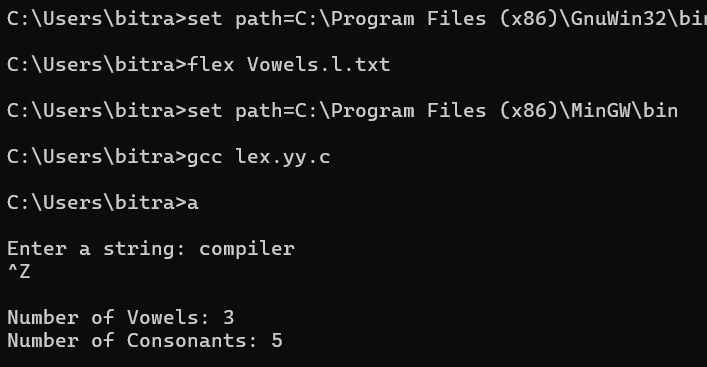 C:\Users\bitra>set path=C:\Program Files (x86)\GnuWin32\bin
C:\Users\bitra>flex Vowels.l.txt
C:\Users\bitra>set path=C:\Program Files (x86)\MinGW\bin
C:\Users\bitra>gcc lex.yy.c
C:\Users\bitra>a
Enter a string: compiler
^Z
Number of Vowels: 3
Number of Consonants: 5